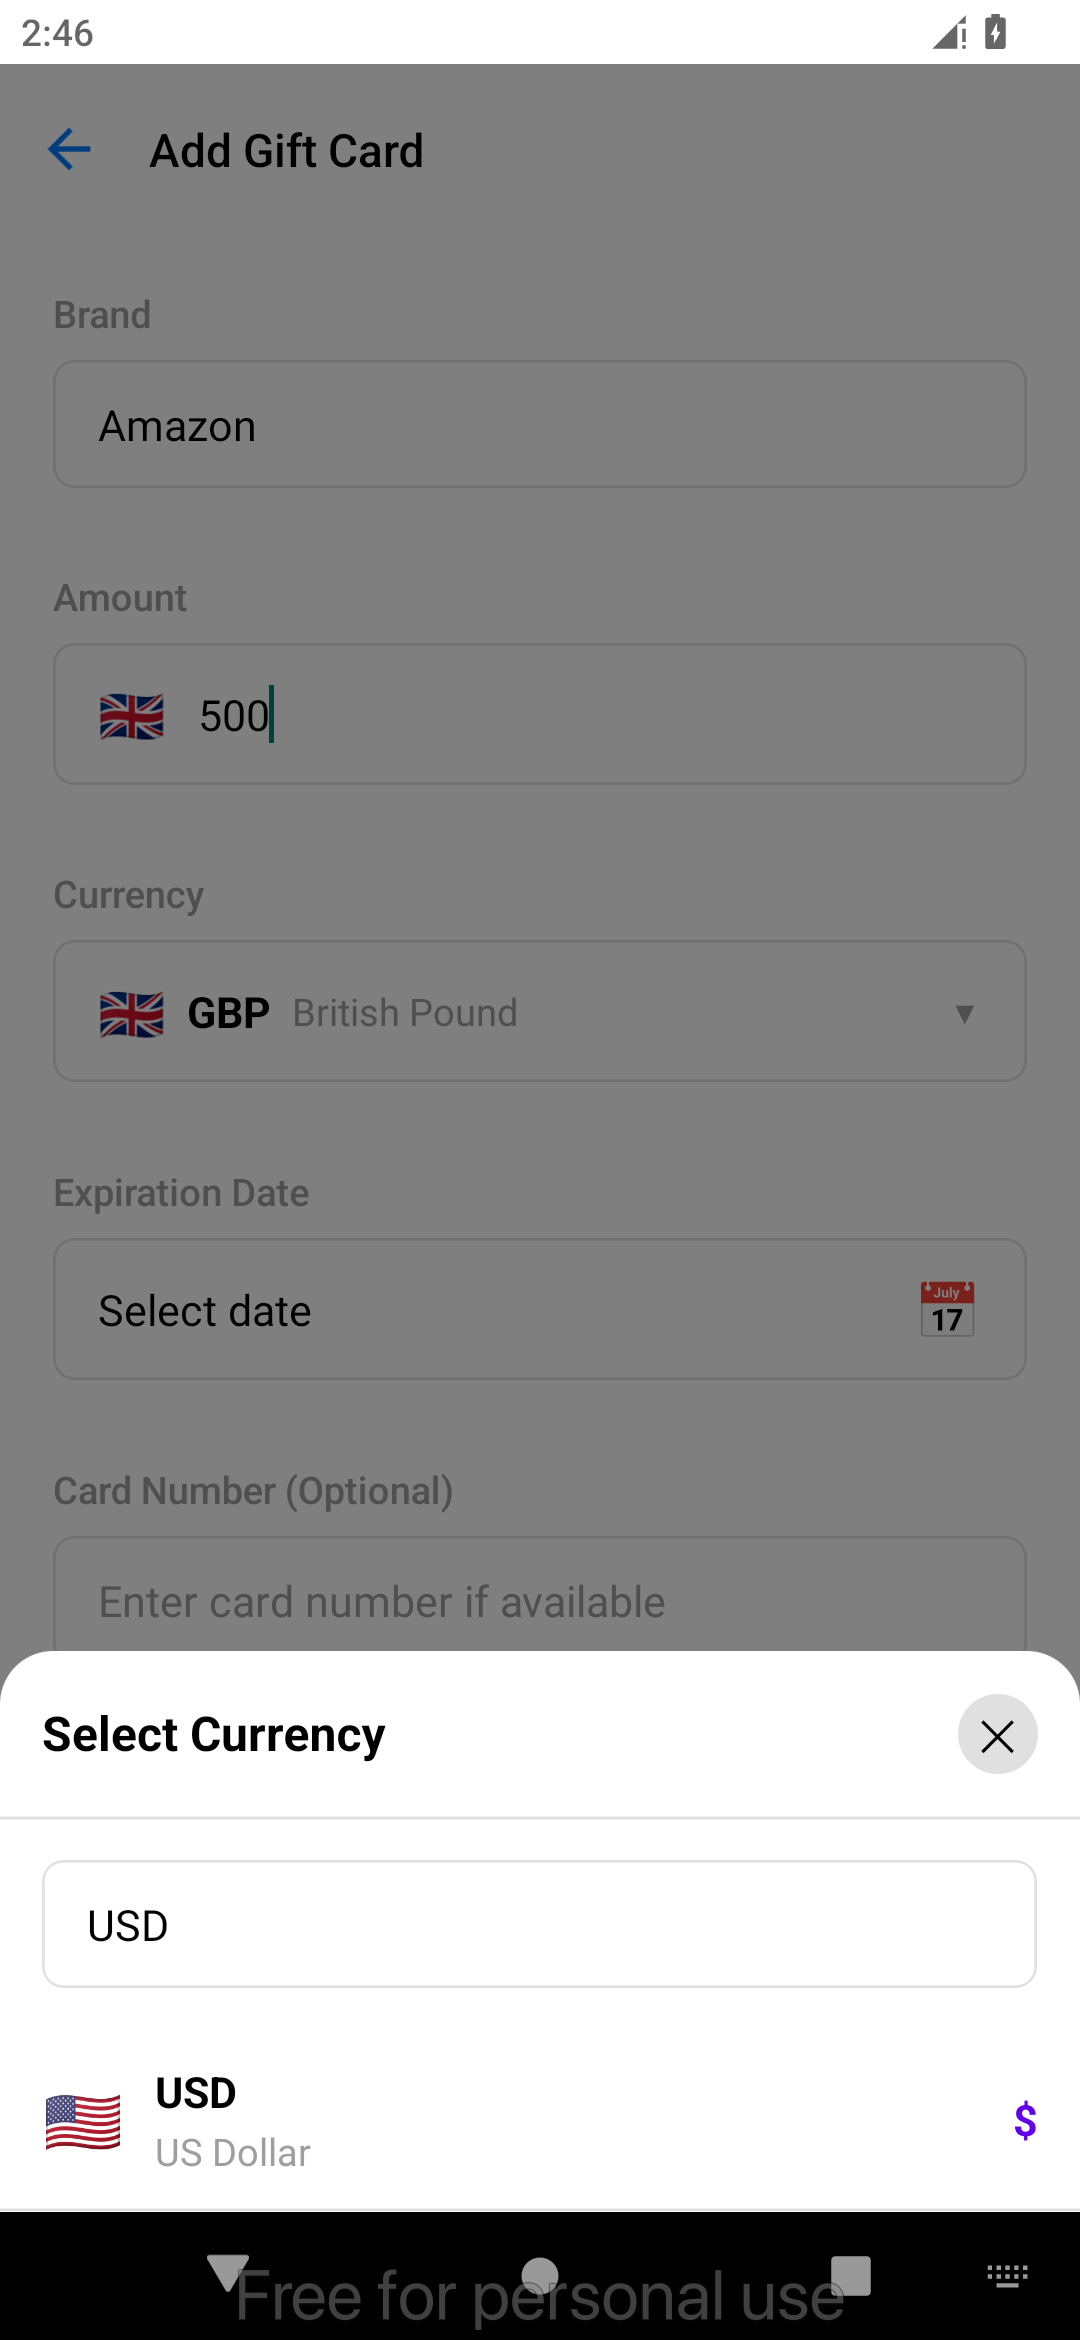 2:46
Add Gift Card
Brand
Amazon
Amount
500
Currency
GBP British Pound
Expiration Date
Select date
July
17
Card Number (Optional)
Enter card number if available
Select Currency
USD
USD
$
US Dollar
Free for personal use